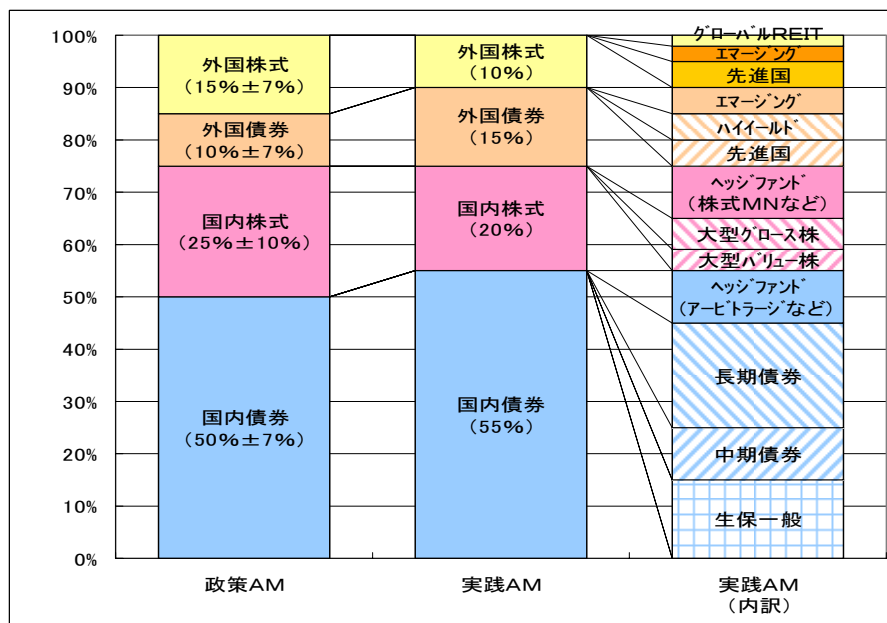 100%
90%
80%
70%
60%
50%
40%
30%
20%
10%
0%
外国株式
(15%±7%)
外国債券
(10%±7%)
国内株式
(25%±10%)
国内債券
(50%±7%)
政策AM
外国株式
(10%)
外国債券
(15%)
国内株式
(20%)
国内債券
(55%)
実践AM
グローバルREIT
エマージング
先進国
エマージング
ハイイールド
先進国
ヘッジファンド
(株式MNなど)
大型グロース株
大型バリュー株
ヘッジファンド
(アービトラージなど)
長期債券
中期債券
生保一般
実践AM
(内訳)